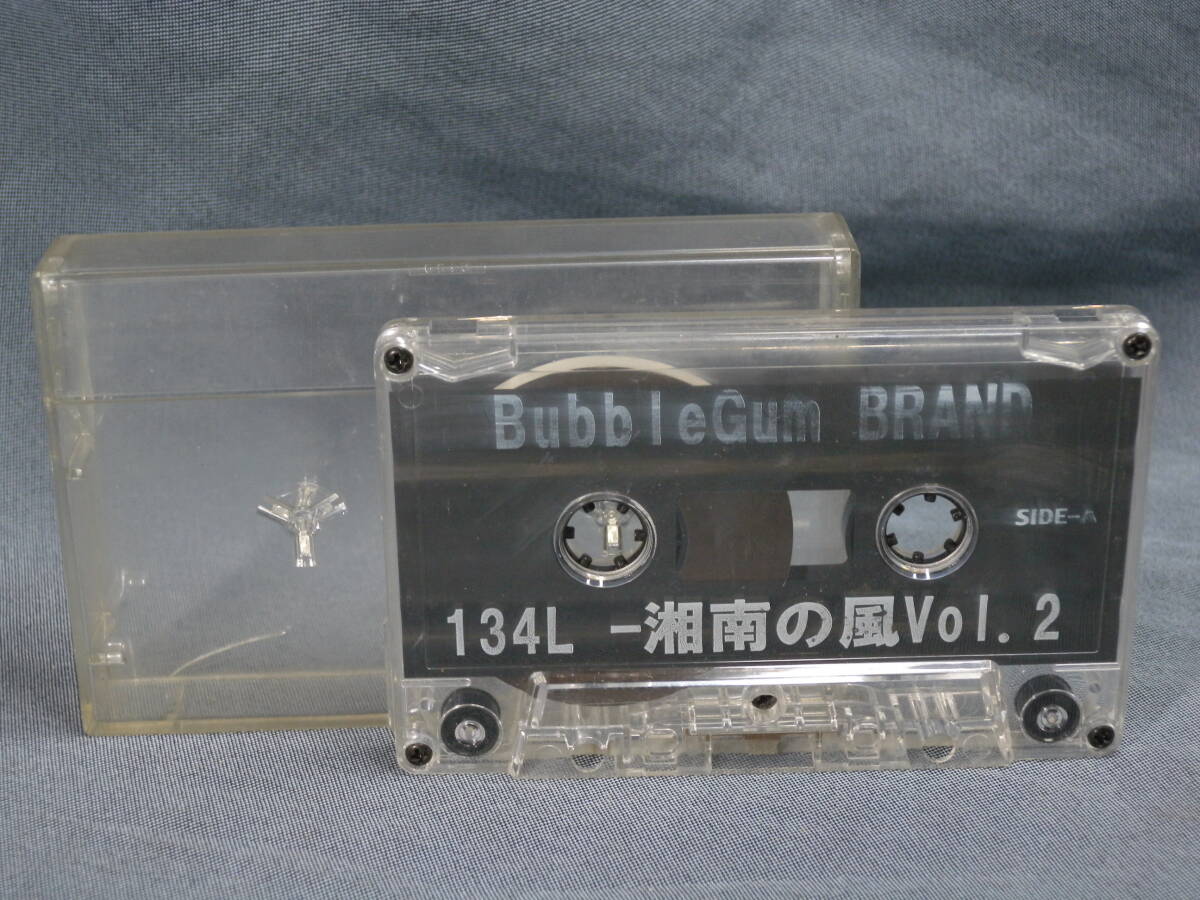 BubbleGum BRAND
SIDE-A
134L -湘南の風Vol.2